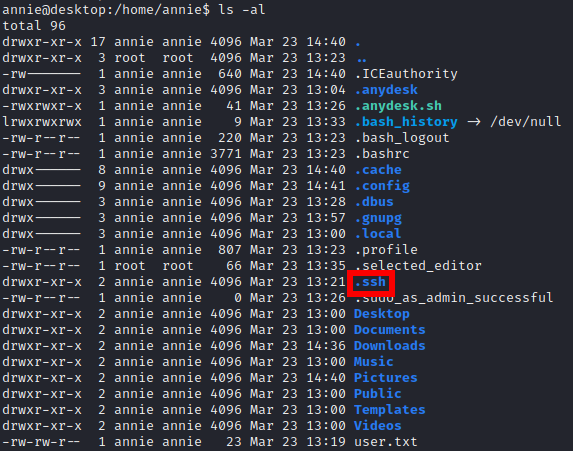 annie@desktop:/home/annie$ ls -al
total 96
drwxr-xr-x 17 annie annie 4096 Mar 23 14:40 .
drwxr-xr-x  3 root  root  4096 Mar 23 13:23 ..
-rw-------  1 annie annie  640 Mar 23 14:40 .ICEauthority
drwxr-xr-x  3 annie annie 4096 Mar 23 13:04 .anydesk
-rwxrwxr-x  1 annie annie   41 Mar 23 13:26 .anydesk.sh
lrwxrwxrwx  1 annie annie    9 Mar 23 13:33 .bash_history -> /dev/null
-rw-r--r--  1 annie annie  220 Mar 23 13:23 .bash_logout
-rw-r--r--  1 annie annie 3771 Mar 23 13:23 .bashrc
drwx------  8 annie annie 4096 Mar 23 14:40 .cache
drwx------  9 annie annie 4096 Mar 23 14:41 .config
drwx------  3 annie annie 4096 Mar 23 13:28 .dbus
drwx------  3 annie annie 4096 Mar 23 13:57 .gnupg
drwx------  3 annie annie 4096 Mar 23 13:00 .local
-rw-r--r--  1 annie annie  807 Mar 23 13:23 .profile
-rw-r--r--  1 root  root    66 Mar 23 13:35 .selected_editor
drwxr-xr-x  2 annie annie 4096 Mar 23 13:21 .ssh
-rw-r--r--  1 annie annie    0 Mar 23 13:26 .sudo_as_admin_successful
drwxr-xr-x  2 annie annie 4096 Mar 23 13:00 Desktop
drwxr-xr-x  2 annie annie 4096 Mar 23 13:00 Documents
drwxr-xr-x  2 annie annie 4096 Mar 23 14:36 Downloads
drwxr-xr-x  2 annie annie 4096 Mar 23 13:00 Music
drwxr-xr-x  2 annie annie 4096 Mar 23 14:40 Pictures
drwxr-xr-x  2 annie annie 4096 Mar 23 13:00 Public
drwxr-xr-x  2 annie annie 4096 Mar 23 13:00 Templates
drwxr-xr-x  2 annie annie 4096 Mar 23 13:00 Videos
-rw-rw-r--  1 annie annie   23 Mar 23 13:19 user.txt